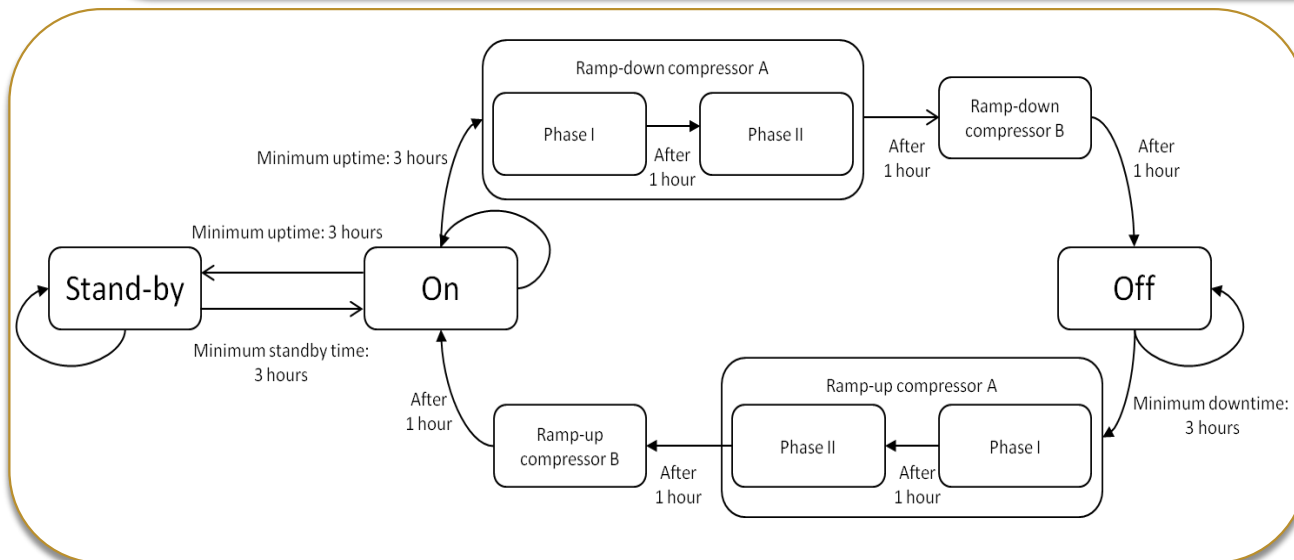 Ramp-down compressor A
Phase I
After
1 hour
Phase II
After
1 hour
Ramp-down
compressor B
After
1 hour
Minimum uptime: 3 hours
Minimum uptime: 3 hours
Stand-by
On
Off
Minimum standby time:
3 hours
After
1 hour
Ramp-up
compressor B
After
1 hour
Ramp-up compressor A
Phase II
After
1 hour
Phase I
Minimum downtime:
3 hours